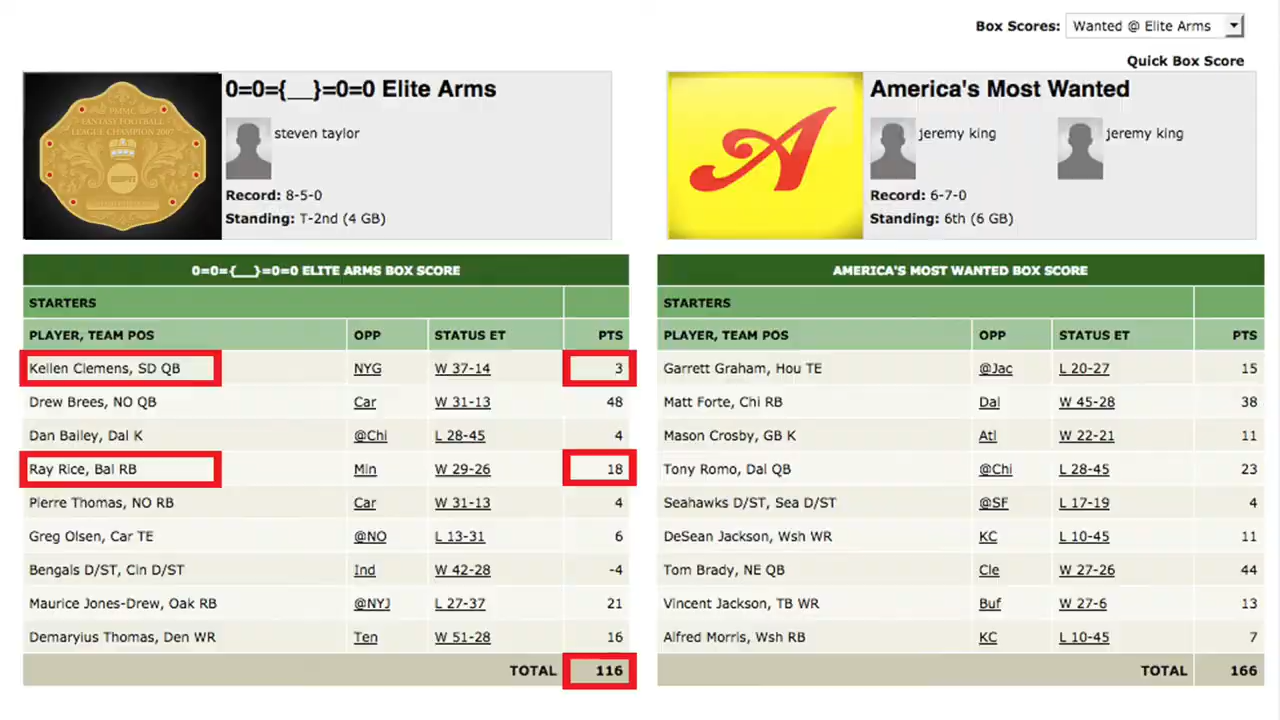 Box Scores: Wanted @ Elite Arms
Quick Box Score
0=0={__}=0=0 Elite Arms
steven taylor
Record: 8-5-0
Standing: T-2nd (4 GB)
PMMC
FANTASY FOOTBALL
LEAGUE CHAMPION 2007
ESPN
America's Most Wanted
jeremy king jeremy king
Record: 6-7-0
Standing: 6th (6 GB)
A
0=0={__}=0=0 ELITE ARMS BOX SCORE
STARTERS
PLAYER, TEAM POS OPP STATUS ET PTS
Kellen Clemens, SD QB NYG W 37-14 3
Drew Brees, NO QB Car W 31-13 48
Dan Bailey, Dal K @Chi L 28-45 4
Ray Rice, Bal RB Min W 29-26 18
Pierre Thomas, NO RB Car W 31-13 4
Greg Olsen, Car TE @NO L 13-31 6
Bengals D/ST, Cin D/ST Ind W 42-28 -4
Maurice Jones-Drew, Oak RB @NYJ L 27-37 21
Demaryius Thomas, Den WR Ten W 51-28 16
TOTAL 116
AMERICA'S MOST WANTED BOX SCORE
STARTERS
PLAYER, TEAM POS OPP STATUS ET PTS
Garrett Graham, Hou TE @Jac L 20-27 15
Matt Forte, Chi RB Dal W 45-28 38
Mason Crosby, GB K Atl W 22-21 11
Tony Romo, Dal QB @Chi L 28-45 23
Seahawks D/ST, Sea D/ST @SF L 17-19 4
DeSean Jackson, Wsh WR KC L 10-45 11
Tom Brady, NE QB Cle W 27-26 44
Vincent Jackson, TB WR Buf W 27-6 13
Alfred Morris, Wsh RB KC L 10-45 7
TOTAL 166